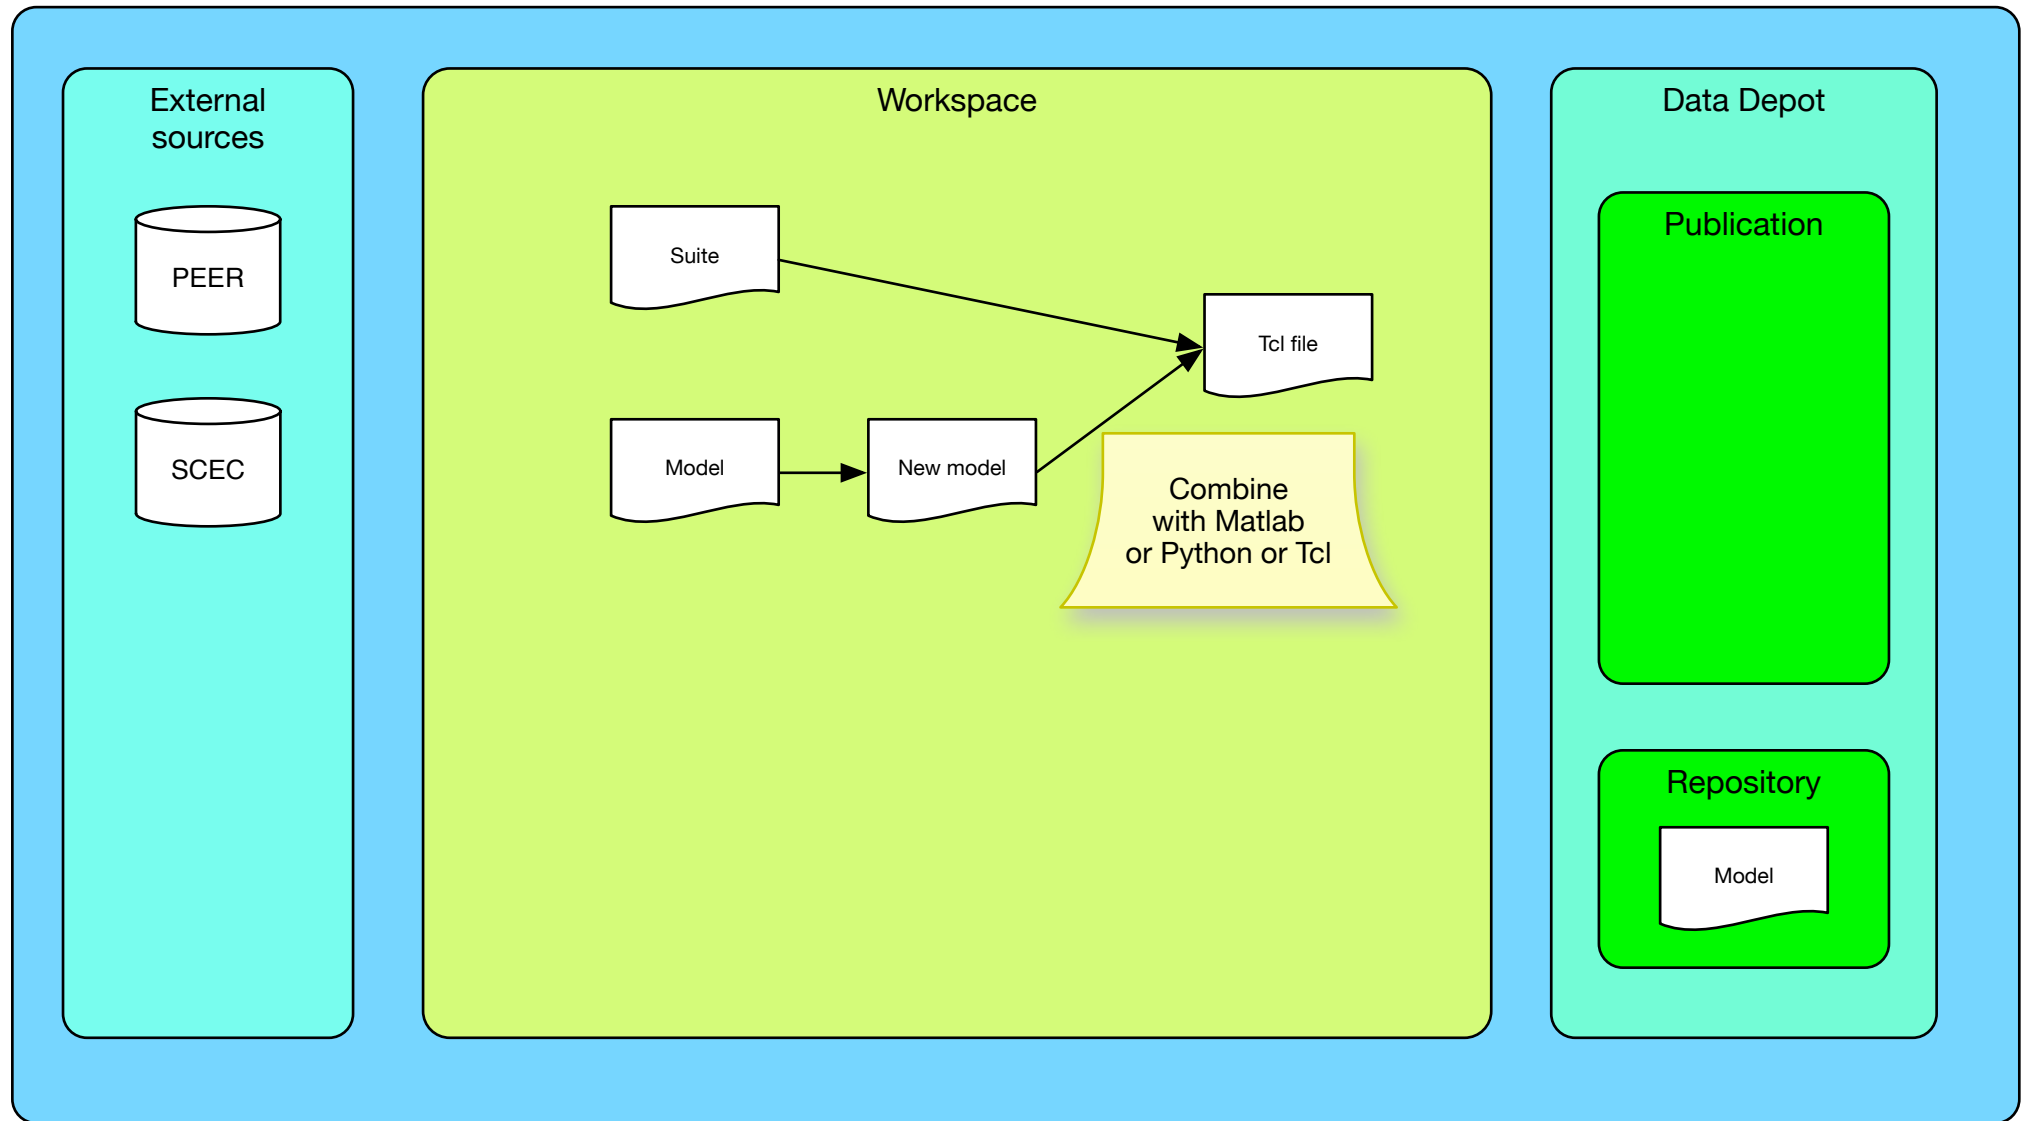 External
sources
PEER
SCEC
Workspace
Suite
Tcl file
Model
New model
Combine
with Matlab
or Python or Tcl
Data Depot
Publication
Repository
Model